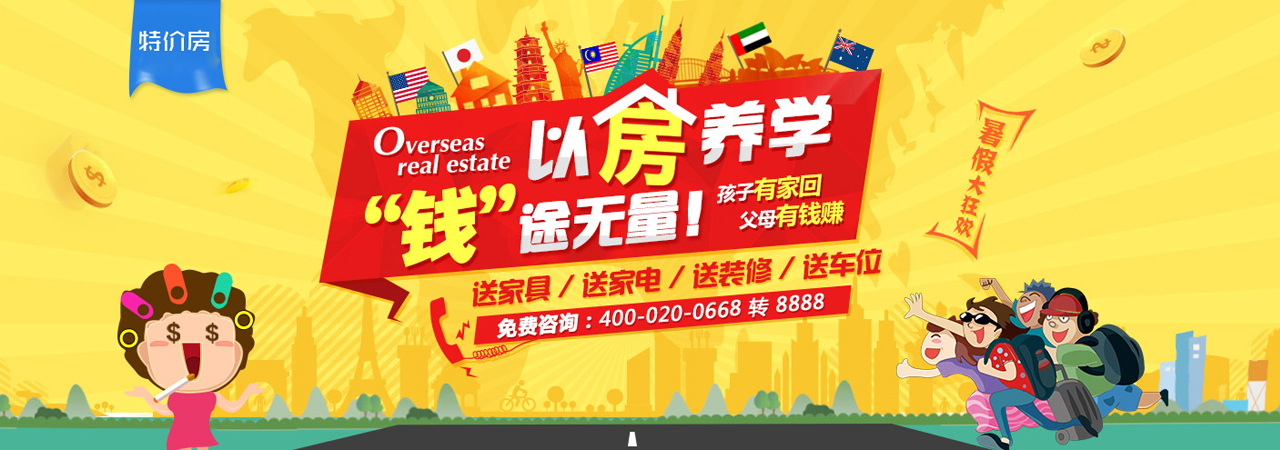 特价房
Overseas
real estate
以房养学
“钱”途无量!
孩子有家回
父母有钱赚
暑假大狂欢
送家具 / 送家电 / 送装修 / 送车位
免费咨询:400-020-0668 转 8888